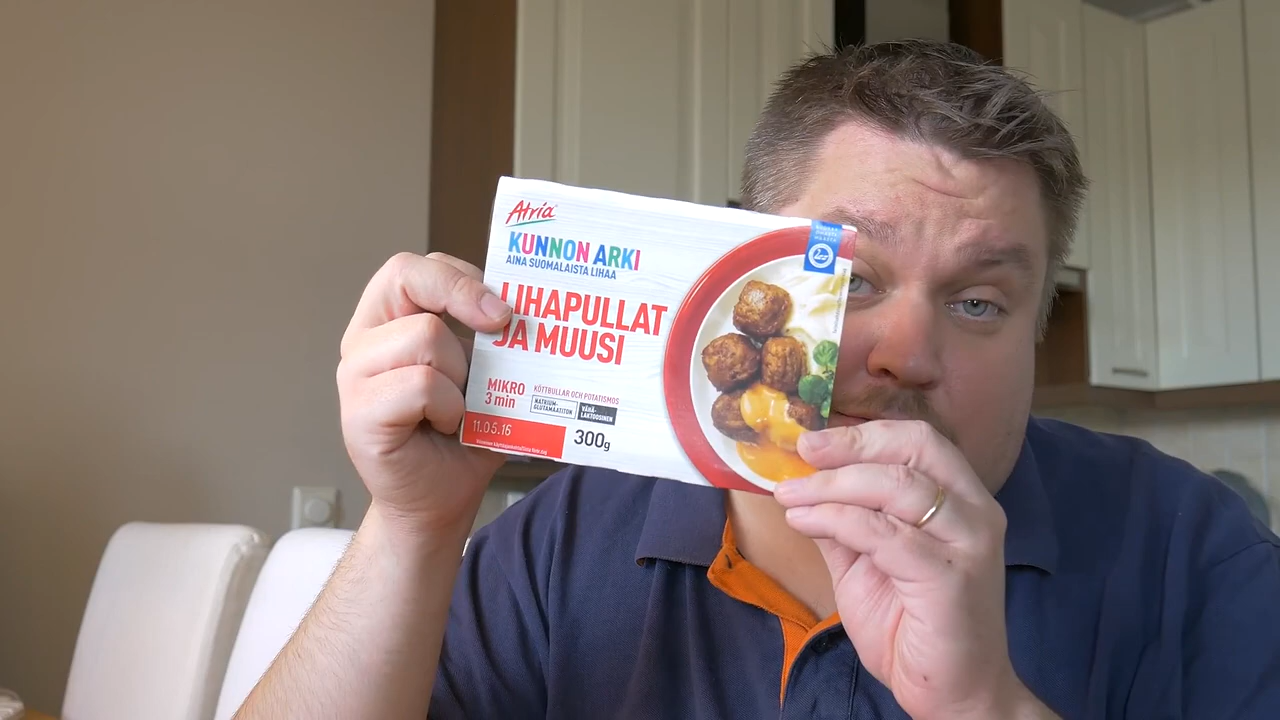 Atria
KUNNON ARKI
AINA SUOMALAISTA LIHAA
LIHAPULLAT
JA MUUSI
MIKRO
3 min
KÖTTBULLAR OCH POTATISMOS
NATRIUM-
GLUTAMAATITON
VÄHÄ-
LAKTOOSINEN
11.05.16
300g